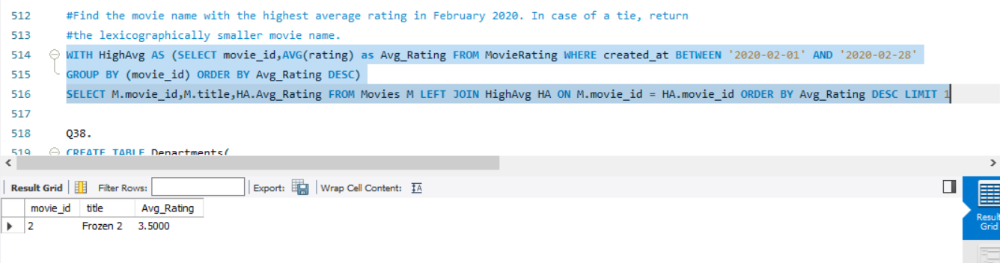 512 #Find the movie name with the highest average rating in February 2020. In case of a tie, return
513 #the lexicographically smaller movie name.
514 WITH HighAvg AS (SELECT movie_id,AVG(rating) as Avg_Rating FROM MovieRating WHERE created_at BETWEEN '2020-02-01' AND '2020-02-28'
515 GROUP BY (movie_id) ORDER BY Avg_Rating DESC)
516 SELECT M.movie_id,M.title,HA.Avg_Rating FROM Movies M LEFT JOIN HighAvg HA ON M.movie_id = HA.movie_id ORDER BY Avg_Rating DESC LIMIT 1
517
518 Q38.
519 CREATE TABLE Departments(
Result Grid Filter Rows: Export: Wrap Cell Content:
movie_id title Avg_Rating
2 Frozen 2 3.5000
Result
Grid